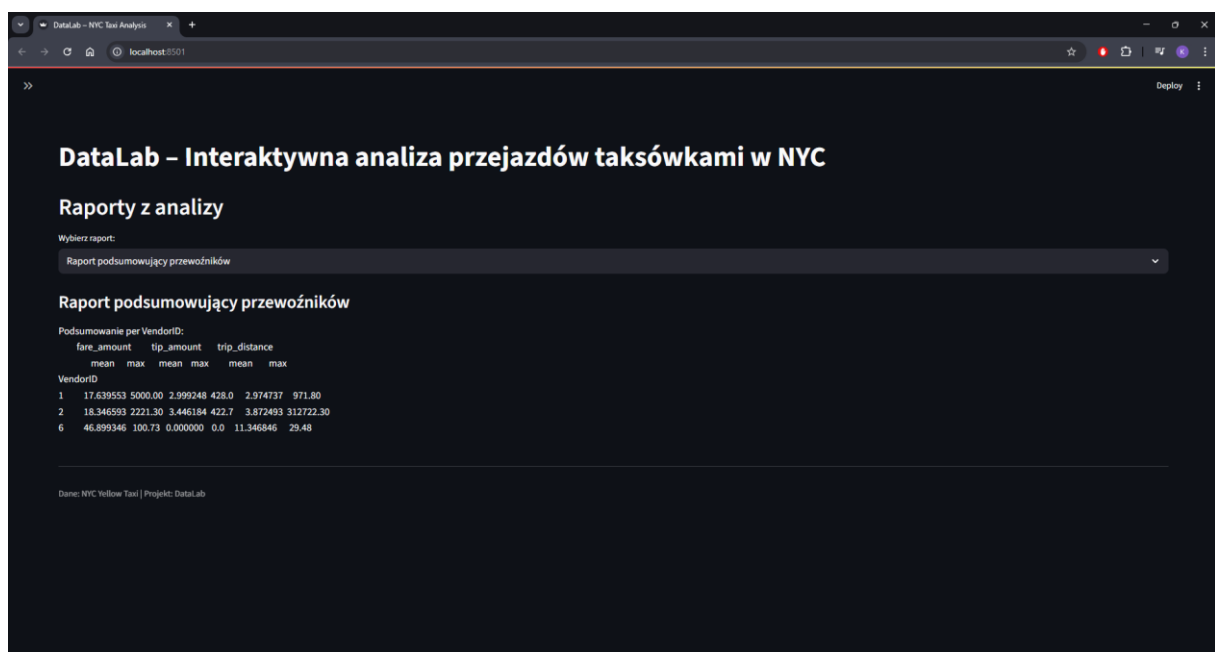 DataLab – NYC Taxi Analysis
localhost:8501
K
Deploy
DataLab – Interaktywna analiza przejazdów taksówkami w NYC
Raporty z analizy
Wybierz raport:
Raport podsumowujący przewoźników
Raport podsumowujący przewoźników
Podsumowanie per VendorID:
fare_amount tip_amount trip_distance
mean max mean max mean max
VendorID
1 17.639553 5000.00 2.999248 428.0 2.974737 971.80
2 18.346593 2221.30 3.446184 422.7 3.872493 312722.30
6 46.899346 100.73 0.000000 0.0 11.346846 29.48
Dane: NYC Yellow Taxi | Projekt: DataLab